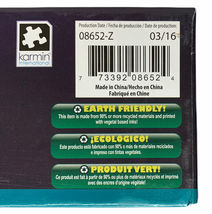 karmin
international
Production Date / Fecha de producción / Date de production
08652-Z 03/16
7 73392 08652 4
Made in China/Hecho en China
Fabriqué en Chine
EARTH FRIENDLY!
This item is made from 90% or more recycled materials and printed
with vegetable based ink.
¡ECOLOGICO!
Este producto está fabricado con 90% o más de materiales reciclados
e impreso con tintes vegetales.
PRODUIT VERT!
Ce produit est fait à partir de 90% ou plus de matériaux recyclés et imprimé
avec des encres d'origine végétale!